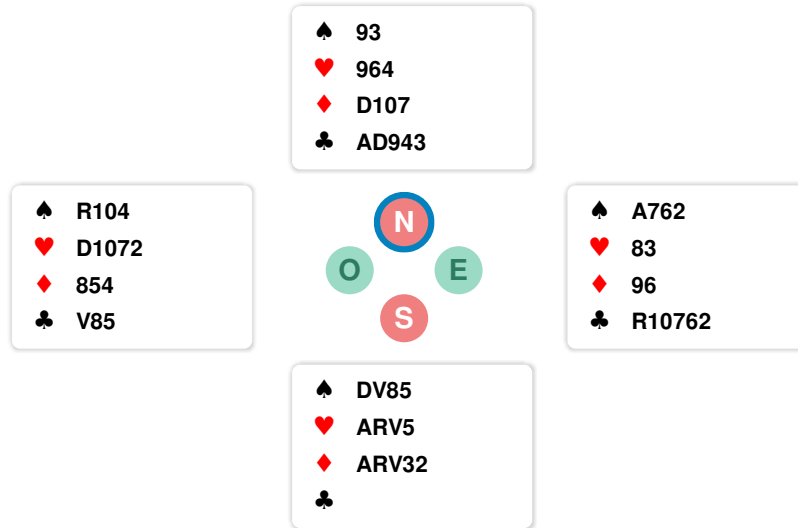 ♠ 93
♥ 964
♦ D107
♣ AD943
♠ R104
♥ D1072
♦ 854
♣ V85
N
O E
S
♠ A762
♥ 83
♦ 96
♣ R10762
♠ DV85
♥ ARV5
♦ ARV32
♣